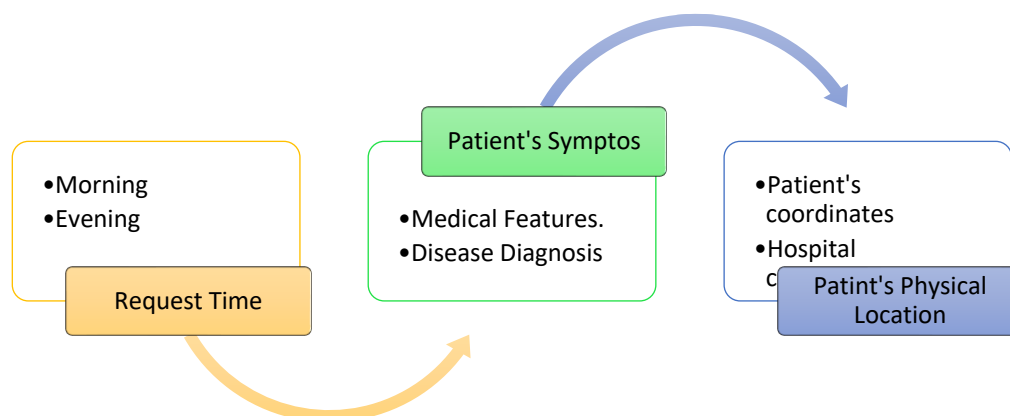 •Morning
•Evening
Request Time
Patient's Symptos
•Medical Features.
•Disease Diagnosis
•Patient's
coordinates
•Hospital
Patint's Physical
Location